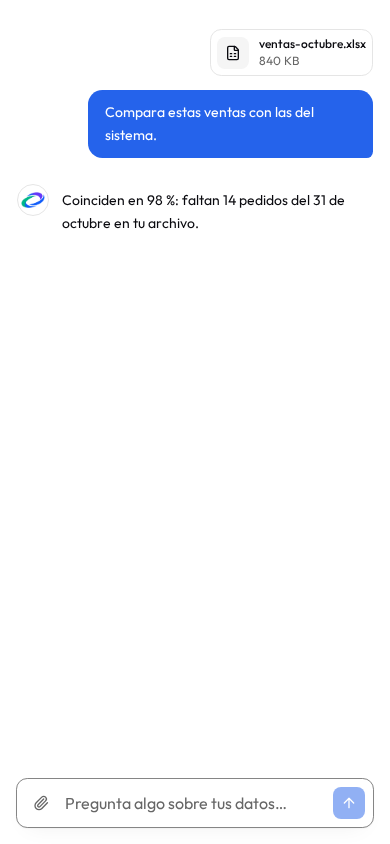 ventas-octubre.xlsx
840 KB
Compara estas ventas con las del
sistema.
Coinciden en 98 %: faltan 14 pedidos del 31 de
octubre en tu archivo.
Pregunta algo sobre tus datos...